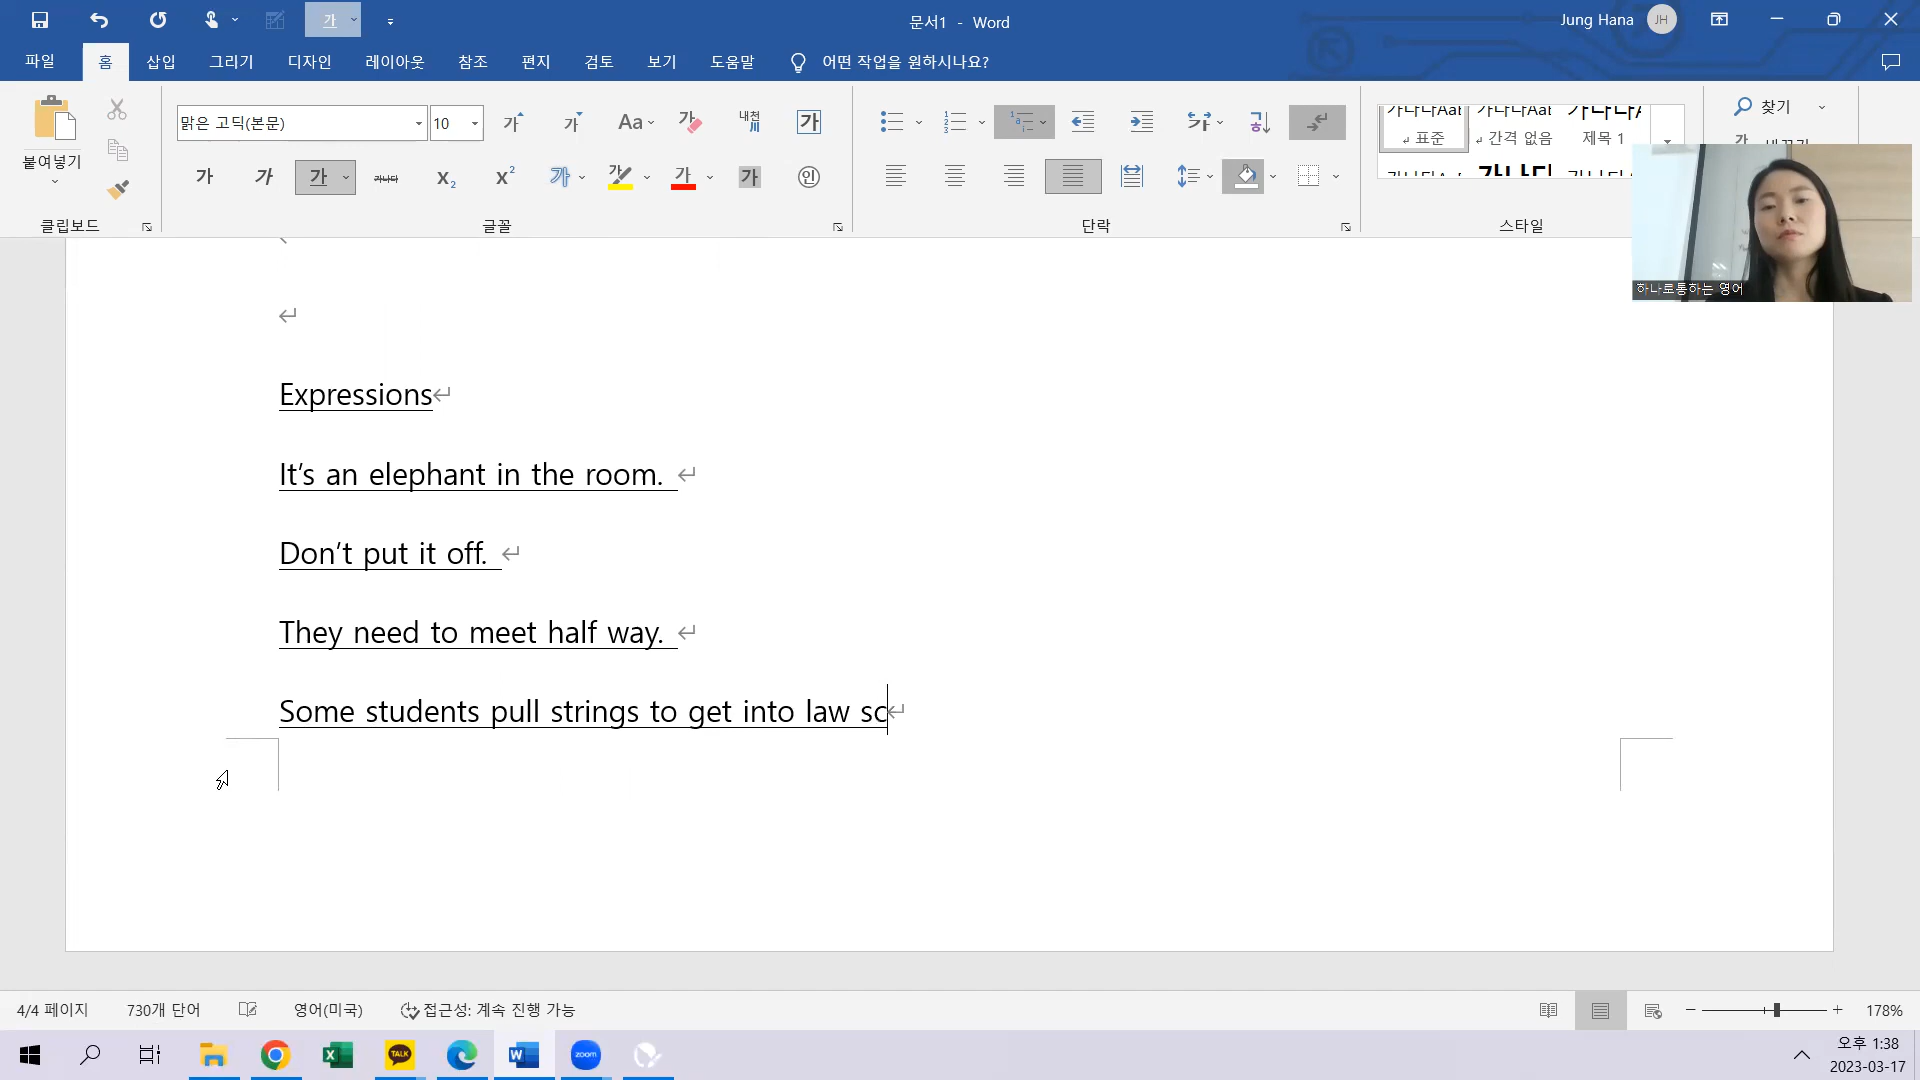 문서1 - Word
Jung Hana
JH
파일
홈
삽입
그리기
디자인
레이아웃
참조
편지
검토
보기
도움말
어떤 작업을 원하시나요?
붙여넣기
클립보드
맑은 고딕(본문)
10
글꼴
단락
표준
간격 없음
제목 1
스타일
찾기
하나로통하는 영어
Expressions
It's an elephant in the room.
Don't put it off.
They need to meet half way.
Some students pull strings to get into law sc
4/4 페이지
730개 단어
영어(미국)
접근성: 계속 진행 가능
178%
TALK
zoom
오후 1:38
2023-03-17